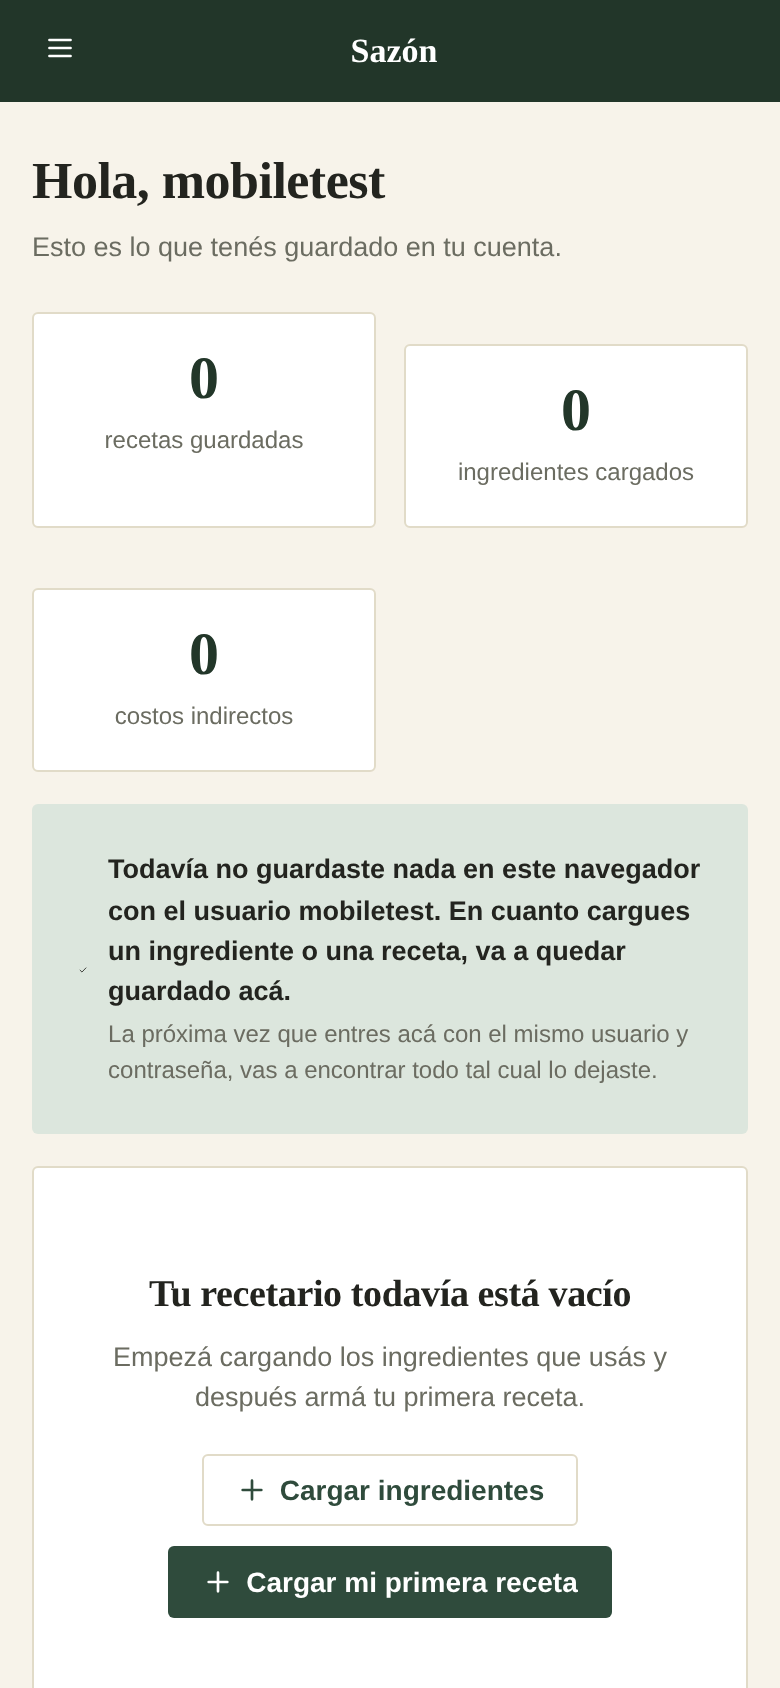 Sazón
Hola, mobiletest
Esto es lo que tenés guardado en tu cuenta.
0
recetas guardadas
0
ingredientes cargados
0
costos indirectos
Todavía no guardaste nada en este navegador
con el usuario mobiletest. En cuanto cargues
un ingrediente o una receta, va a quedar
guardado acá.
La próxima vez que entres acá con el mismo usuario y
contraseña, vas a encontrar todo tal cual lo dejaste.
Tu recetario todavía está vacío
Empezá cargando los ingredientes que usás y
después armá tu primera receta.
Cargar ingredientes
Cargar mi primera receta